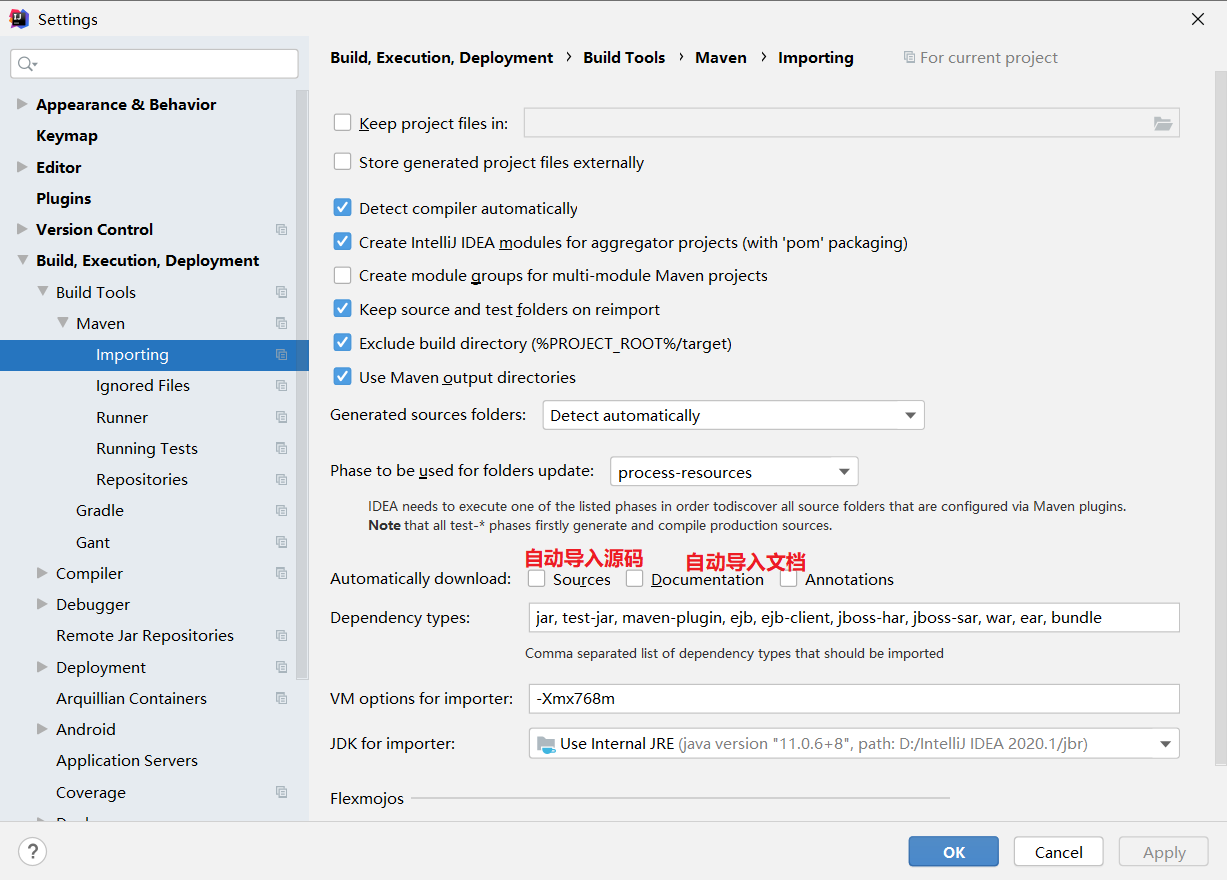 Settings
Appearance & Behavior
Keymap
Editor
Plugins
Version Control
Build, Execution, Deployment
Build Tools
Maven
Importing
Ignored Files
Runner
Running Tests
Repositories
Gradle
Gant
Compiler
Debugger
Remote Jar Repositories
Deployment
Arquillian Containers
Android
Application Servers
Coverage
Build, Execution, Deployment › Build Tools › Maven › Importing For current project
Keep project files in:
Store generated project files externally
Detect compiler automatically
Create IntelliJ IDEA modules for aggregator projects (with 'pom' packaging)
Create module groups for multi-module Maven projects
Keep source and test folders on reimport
Exclude build directory (%PROJECT_ROOT%/target)
Use Maven output directories
Generated sources folders: Detect automatically
Phase to be used for folders update: process-resources
IDEA needs to execute one of the listed phases in order todiscover all source folders that are configured via Maven plugins.
Note that all test-* phases firstly generate and compile production sources.
自动导入源码 自动导入文档
Automatically download: Sources Documentation Annotations
Dependency types: jar, test-jar, maven-plugin, ejb, ejb-client, jboss-har, jboss-sar, war, ear, bundle
Comma separated list of dependency types that should be imported
VM options for importer: -Xmx768m
JDK for importer: Use Internal JRE (java version "11.0.6+8", path: D:/IntelliJ IDEA 2020.1/jbr)
Flexmojos
? OK Cancel Apply